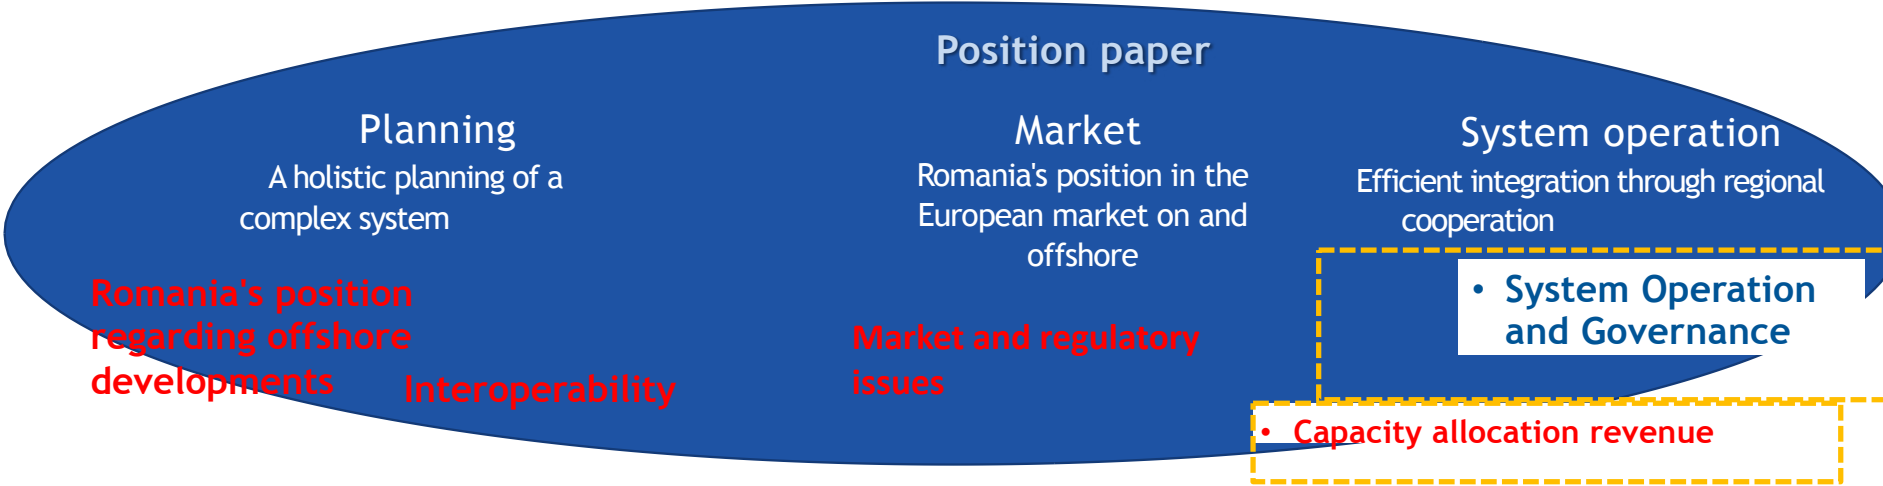 Position paper
Planning
A holistic planning of a
complex system
Market
Romania's position in the
European market on and
offshore
System operation
Efficient integration through regional
cooperation
Romania's position
regarding offshore
developments
Interoperability
Market and regulatory
issues
• System Operation
and Governance
• Capacity allocation revenue